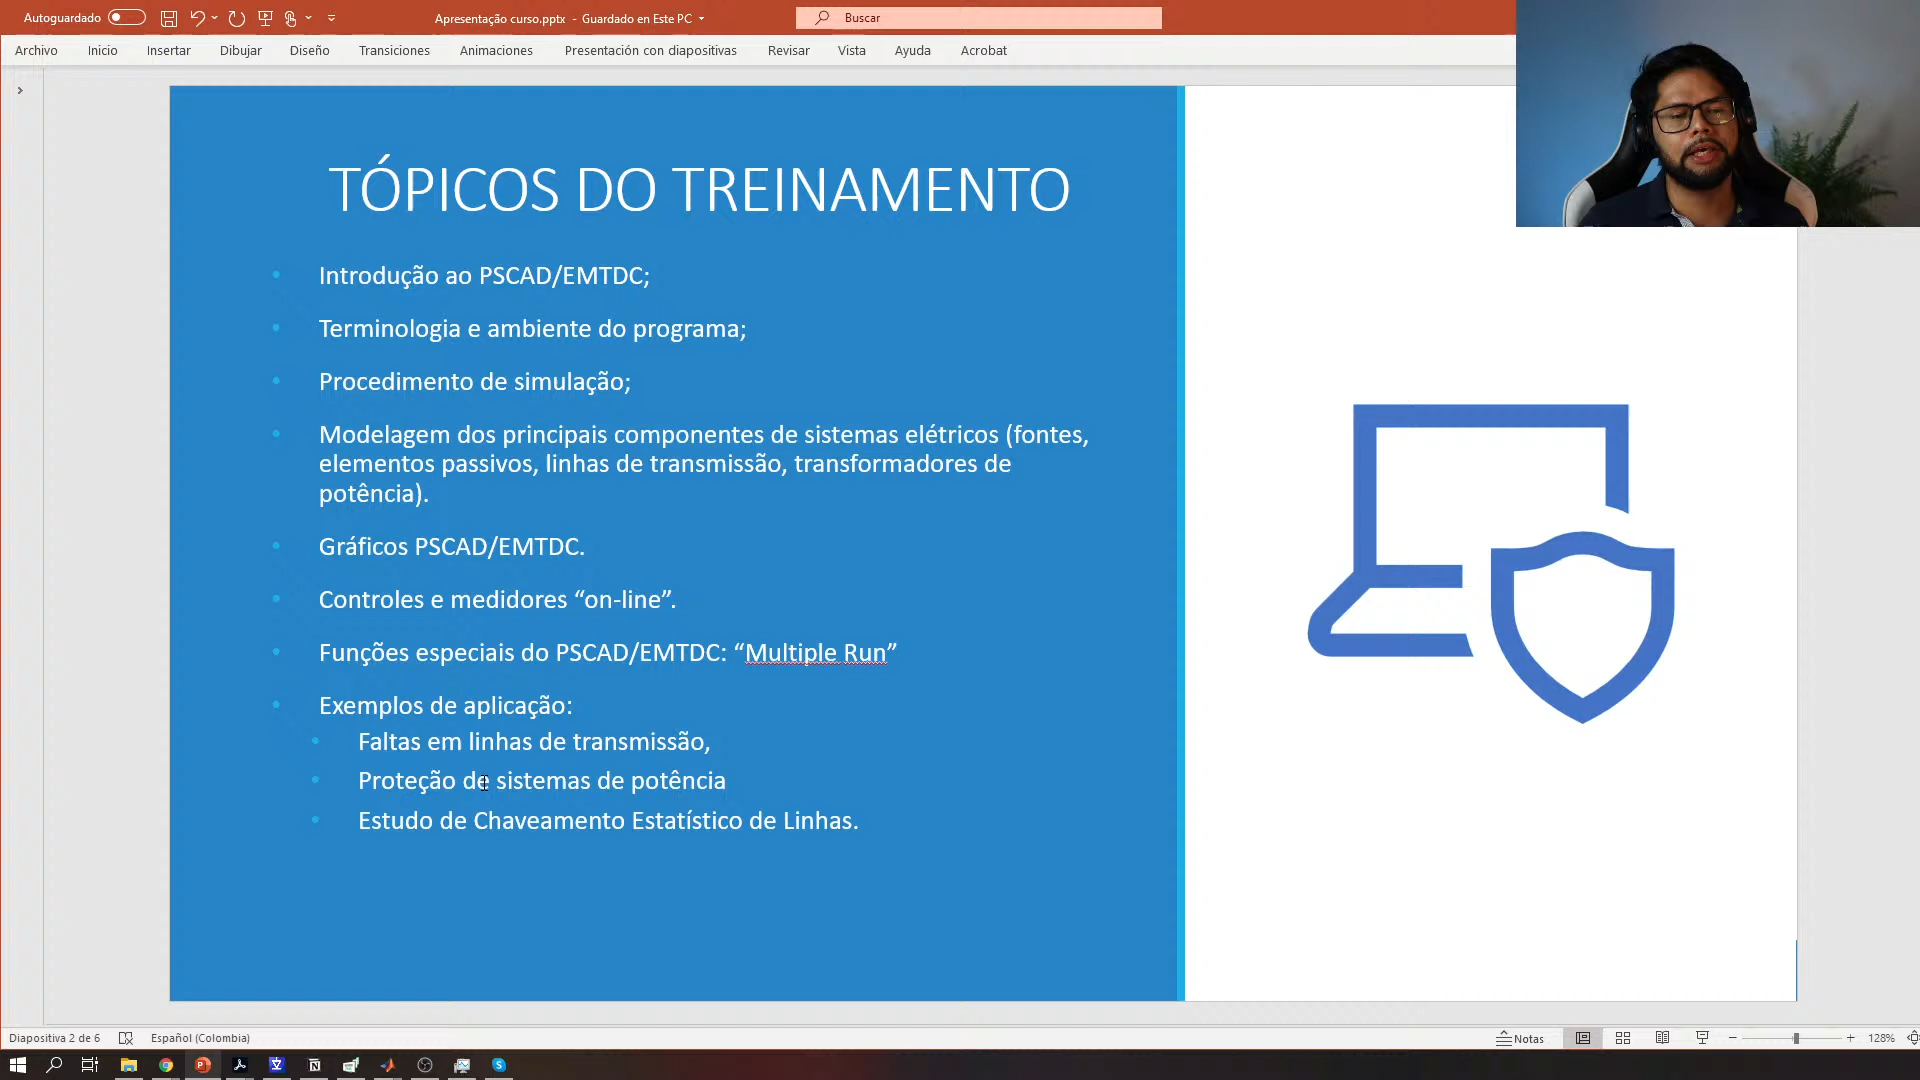 Autoguardado
Apresentação curso.pptx - Guardado en Este PC
Buscar
Archivo Inicio Insertar Dibujar Diseño Transiciones Animaciones Presentación con diapositivas Revisar Vista Ayuda Acrobat
TÓPICOS DO TREINAMENTO
• Introdução ao PSCAD/EMTDC;
• Terminologia e ambiente do programa;
• Procedimento de simulação;
• Modelagem dos principais componentes de sistemas elétricos (fontes,
elementos passivos, linhas de transmissão, transformadores de
potência).
• Gráficos PSCAD/EMTDC.
• Controles e medidores “on-line”.
• Funções especiais do PSCAD/EMTDC: “Multiple Run”
• Exemplos de aplicação:
• Faltas em linhas de transmissão,
• Proteção de sistemas de potência
• Estudo de Chaveamento Estatístico de Linhas.
Diapositiva 2 de 6 Español (Colombia) Notas 128%